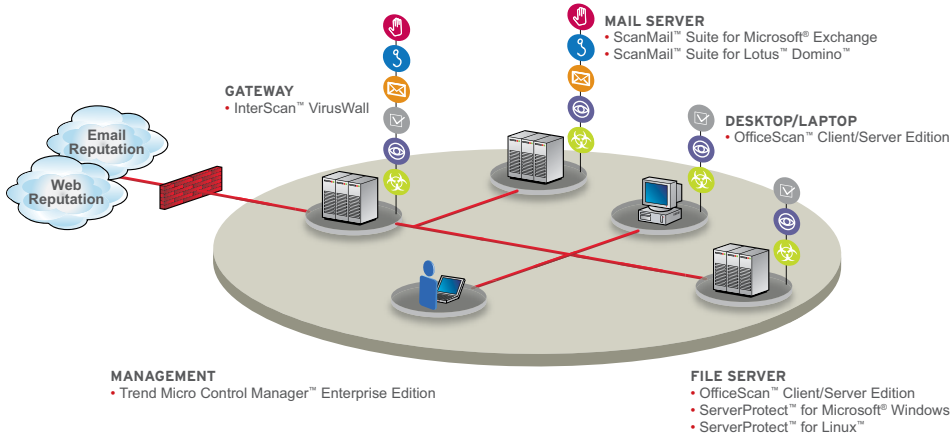 MAIL SERVER
• ScanMail™ Suite for Microsoft® Exchange
• ScanMail™ Suite for Lotus™ Domino™
GATEWAY
• InterScan™ VirusWall
DESKTOP/LAPTOP
• OfficeScan™ Client/Server Edition
Email
Reputation
Web
Reputation
MANAGEMENT
• Trend Micro Control Manager™ Enterprise Edition
FILE SERVER
• OfficeScan™ Client/Server Edition
• ServerProtect™ for Microsoft® Windows
• ServerProtect™ for Linux™